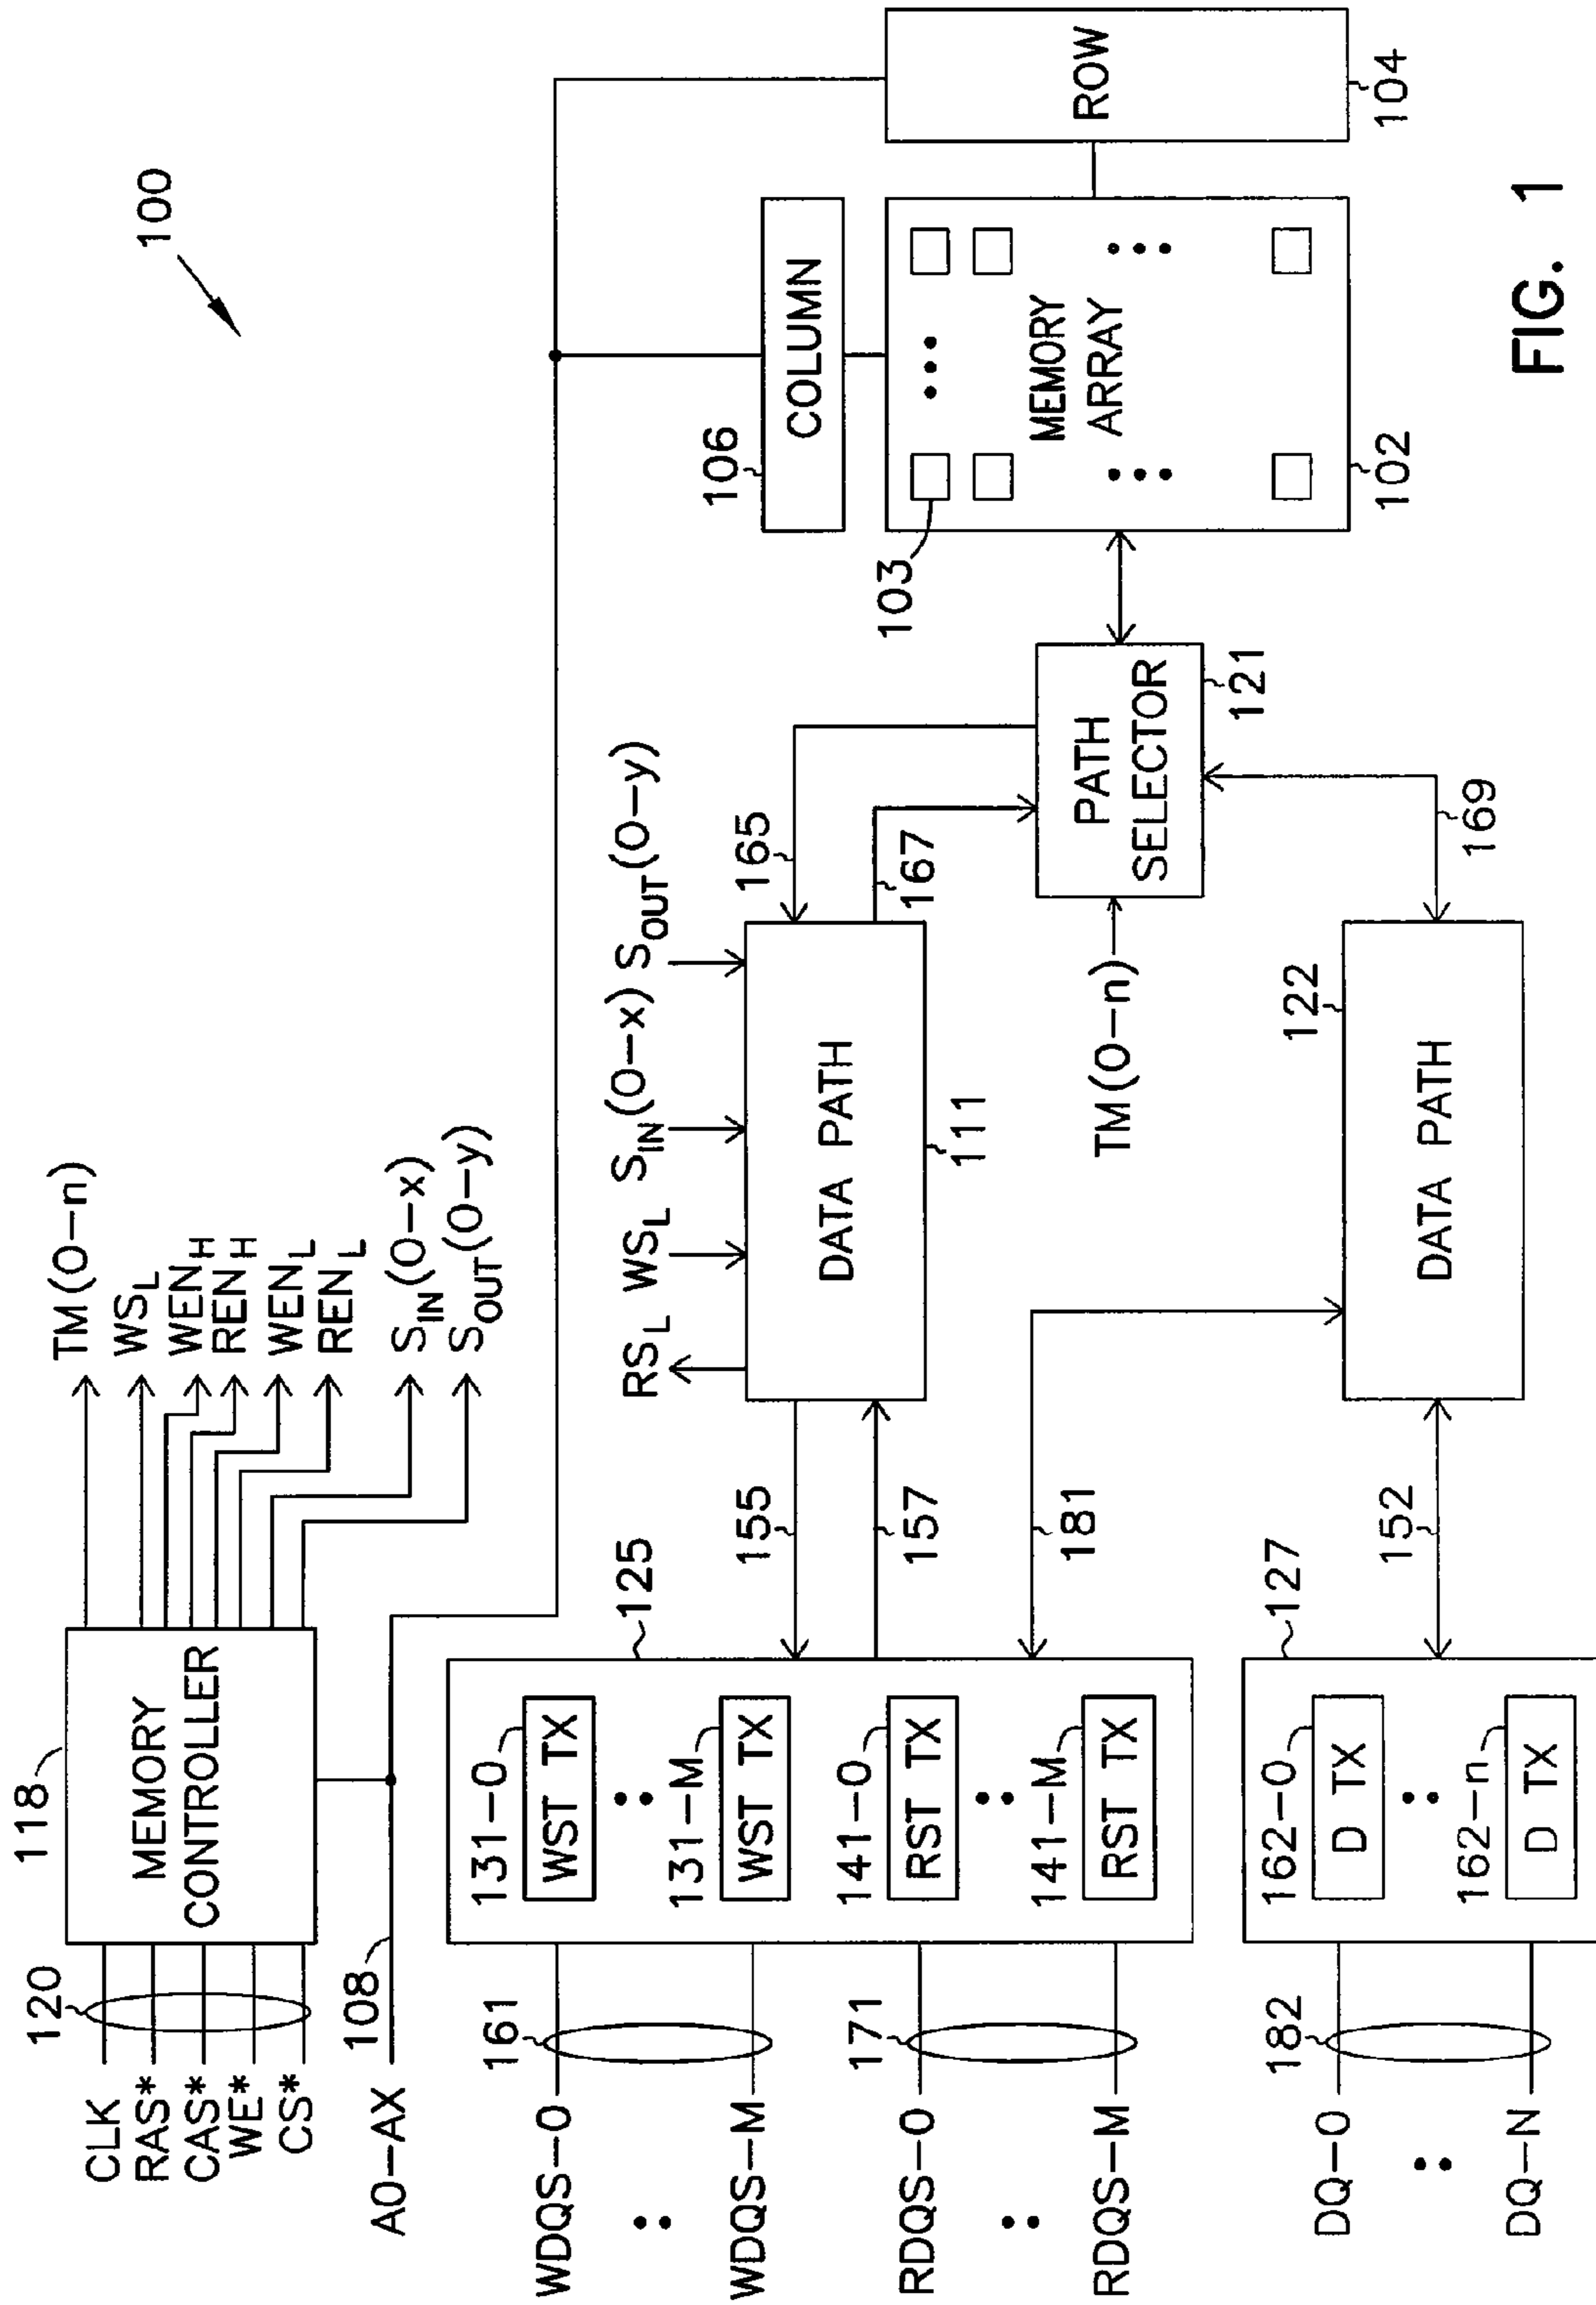 100
118
MEMORY
CONTROLLER
120
CLK
RAS*
CAS*
WE*
CS*
TM(0-n)
WSL
WENH
RENH
WENL
RENL
SIN(0-x)
SOUT(0-y)
108
A0-AX
106
COLUMN
ROW
104
MEMORY
ARRAY
103
102
161
WDQS-0
WDQS-M
171
RDQS-0
RDQS-M
125
131-0
WST TX
131-M
WST TX
141-0
RST TX
141-M
RST TX
155
157
181
RSL
WSL
SIN(0-x)
SOUT(0-y)
DATA PATH
111
165
167
PATH
SELECTOR
121
TM(0-n)
169
182
DQ-0
DQ-N
127
162-0
D TX
162-n
D TX
152
122
DATA PATH
FIG. 1